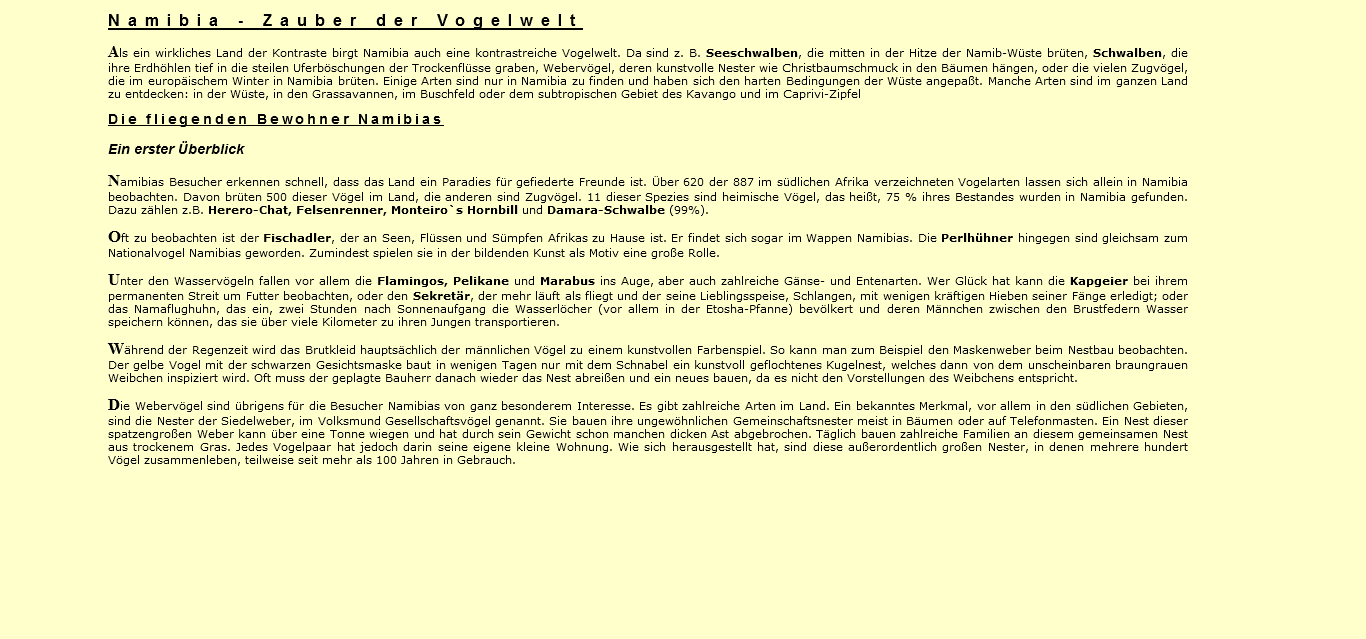 Namibia - Zauber der Vogelwelt
Als ein wirkliches Land der Kontraste birgt Namibia auch eine kontrastreiche Vogelwelt. Da sind z. B. Seeschwalben, die mitten in der Hitze der Namib-Wüste brüten, Schwalben, die
ihre Erdhöhlen tief in die steilen Uferböschungen der Trockenflüsse graben, Webervögel, deren kunstvolle Nester wie Christbaumschmuck in den Bäumen hängen, oder die vielen Zugvögel,
die im europäischem Winter in Namibia brüten. Einige Arten sind nur in Namibia zu finden und haben sich den harten Bedingungen der Wüste angepaßt. Manche Arten sind im ganzen Land
zu entdecken: in der Wüste, in den Grassavannen, im Buschfeld oder dem subtropischen Gebiet des Kavango und im Caprivi-Zipfel
Die fliegenden Bewohner Namibias
Ein erster Überblick
Namibias Besucher erkennen schnell, dass das Land ein Paradies für gefiederte Freunde ist. Über 620 der 887 im südlichen Afrika verzeichneten Vogelarten lassen sich allein in Namibia
beobachten. Davon brüten 500 dieser Vögel im Land, die anderen sind Zugvögel. 11 dieser Spezies sind heimische Vögel, das heißt, 75 % ihres Bestandes wurden in Namibia gefunden.
Dazu zählen z.B. Herero-Chat, Felsenrenner, Monteiro`s Hornbill und Damara-Schwalbe (99%).
Oft zu beobachten ist der Fischadler, der an Seen, Flüssen und Sümpfen Afrikas zu Hause ist. Er findet sich sogar im Wappen Namibias. Die Perlhühner hingegen sind gleichsam zum
Nationalvogel Namibias geworden. Zumindest spielen sie in der bildenden Kunst als Motiv eine große Rolle.
Unter den Wasservögeln fallen vor allem die Flamingos, Pelikane und Marabus ins Auge, aber auch zahlreiche Gänse- und Entenarten. Wer Glück hat kann die Kapgeier bei ihrem
permanenten Streit um Futter beobachten, oder den Sekretär, der mehr läuft als fliegt und der seine Lieblingsspeise, Schlangen, mit wenigen kräftigen Hieben seiner Fänge erledigt; oder
das Namaflughuhn, das ein, zwei Stunden nach Sonnenaufgang die Wasserlöcher (vor allem in der Etosha-Pfanne) bevölkert und deren Männchen zwischen den Brustfedern Wasser
speichern können, das sie über viele Kilometer zu ihren Jungen transportieren.
Während der Regenzeit wird das Brutkleid hauptsächlich der männlichen Vögel zu einem kunstvollen Farbenspiel. So kann man zum Beispiel den Maskenweber beim Nestbau beobachten.
Der gelbe Vogel mit der schwarzen Gesichtsmaske baut in wenigen Tagen nur mit dem Schnabel ein kunstvoll geflochtenes Kugelnest, welches dann von dem unscheinbaren braungrauen
Weibchen inspiziert wird. Oft muss der geplagte Bauherr danach wieder das Nest abreißen und ein neues bauen, da es nicht den Vorstellungen des Weibchens entspricht.
Die Webervögel sind übrigens für die Besucher Namibias von ganz besonderem Interesse. Es gibt zahlreiche Arten im Land. Ein bekanntes Merkmal, vor allem in den südlichen Gebieten,
sind die Nester der Siedelweber, im Volksmund Gesellschaftsvögel genannt. Sie bauen ihre ungewöhnlichen Gemeinschaftsnester meist in Bäumen oder auf Telefonmasten. Ein Nest dieser
spatzengroßen Weber kann über eine Tonne wiegen und hat durch sein Gewicht schon manchen dicken Ast abgebrochen. Täglich bauen zahlreiche Familien an diesem gemeinsamen Nest
aus trockenem Gras. Jedes Vogelpaar hat jedoch darin seine eigene kleine Wohnung. Wie sich herausgestellt hat, sind diese außerordentlich großen Nester, in denen mehrere hundert
Vögel zusammenleben, teilweise seit mehr als 100 Jahren in Gebrauch.